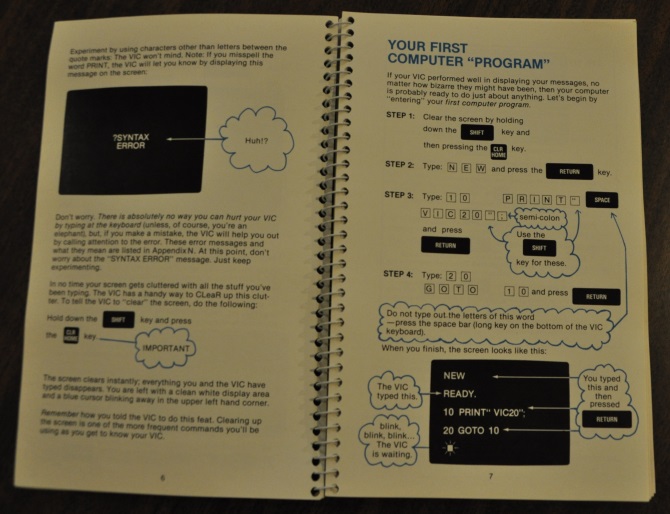 Experiment by using characters other than letters between the
quote marks: The VIC won't mind. Note: If you misspell the
word PRINT, the VIC will let you know by displaying this
message on the screen:
?SYNTAX
ERROR
Huh!?
Don't worry. There is absolutely no way you can hurt your VIC
by typing at the keyboard (unless, of course, you're an
elephant), but, if you make a mistake, the VIC will help you out
by calling attention to the error. These error messages and
what they mean are listed in Appendix N. At this point, don't
worry about the "SYNTAX ERROR" message. Just keep
experimenting.
In no time your screen gets cluttered with all the stuff you've
been typing. The VIC has a handy way to CLeaR up this clut-
ter. To tell the VIC to "clear" the screen, do the following:
Hold down the SHIFT key and press
the CLR HOME key
IMPORTANT
The screen clears instantly; everything you and the VIC have
typed disappears. You are left with a clean white display area
and a blue cursor blinking away in the upper left hand corner.
Remember how you told the VIC to do this feat. Clearing up
the screen is one of the more frequent commands you'll be
using as you get to know your VIC.
6
YOUR FIRST
COMPUTER "PROGRAM"
If your VIC performed well in displaying your messages, no
matter how bizarre they might have been, then your computer
is probably ready to do just about anything. Let's begin by
"entering" your first computer program.
STEP 1: Clear the screen by holding
down the SHIFT key and
then pressing the CLR HOME key.
STEP 2: Type: N E W and press the RETURN key.
STEP 3: Type: 1 0 P R I N T " SPACE
V I C 2 0 " ; semi-colon
and press
RETURN
Use the
SHIFT
key for these.
STEP 4: Type: 2 0
G O T O 1 0 and press RETURN
Do not type out the letters of this word
—press the space bar (long key on the bottom of the VIC
keyboard).
When you finish, the screen looks like this:
NEW
READY.
10 PRINT" VIC20";
20 GOTO 10
The VIC
typed this.
blink,
blink, blink...
The VIC
is waiting.
You typed
this and
then
pressed
RETURN
7